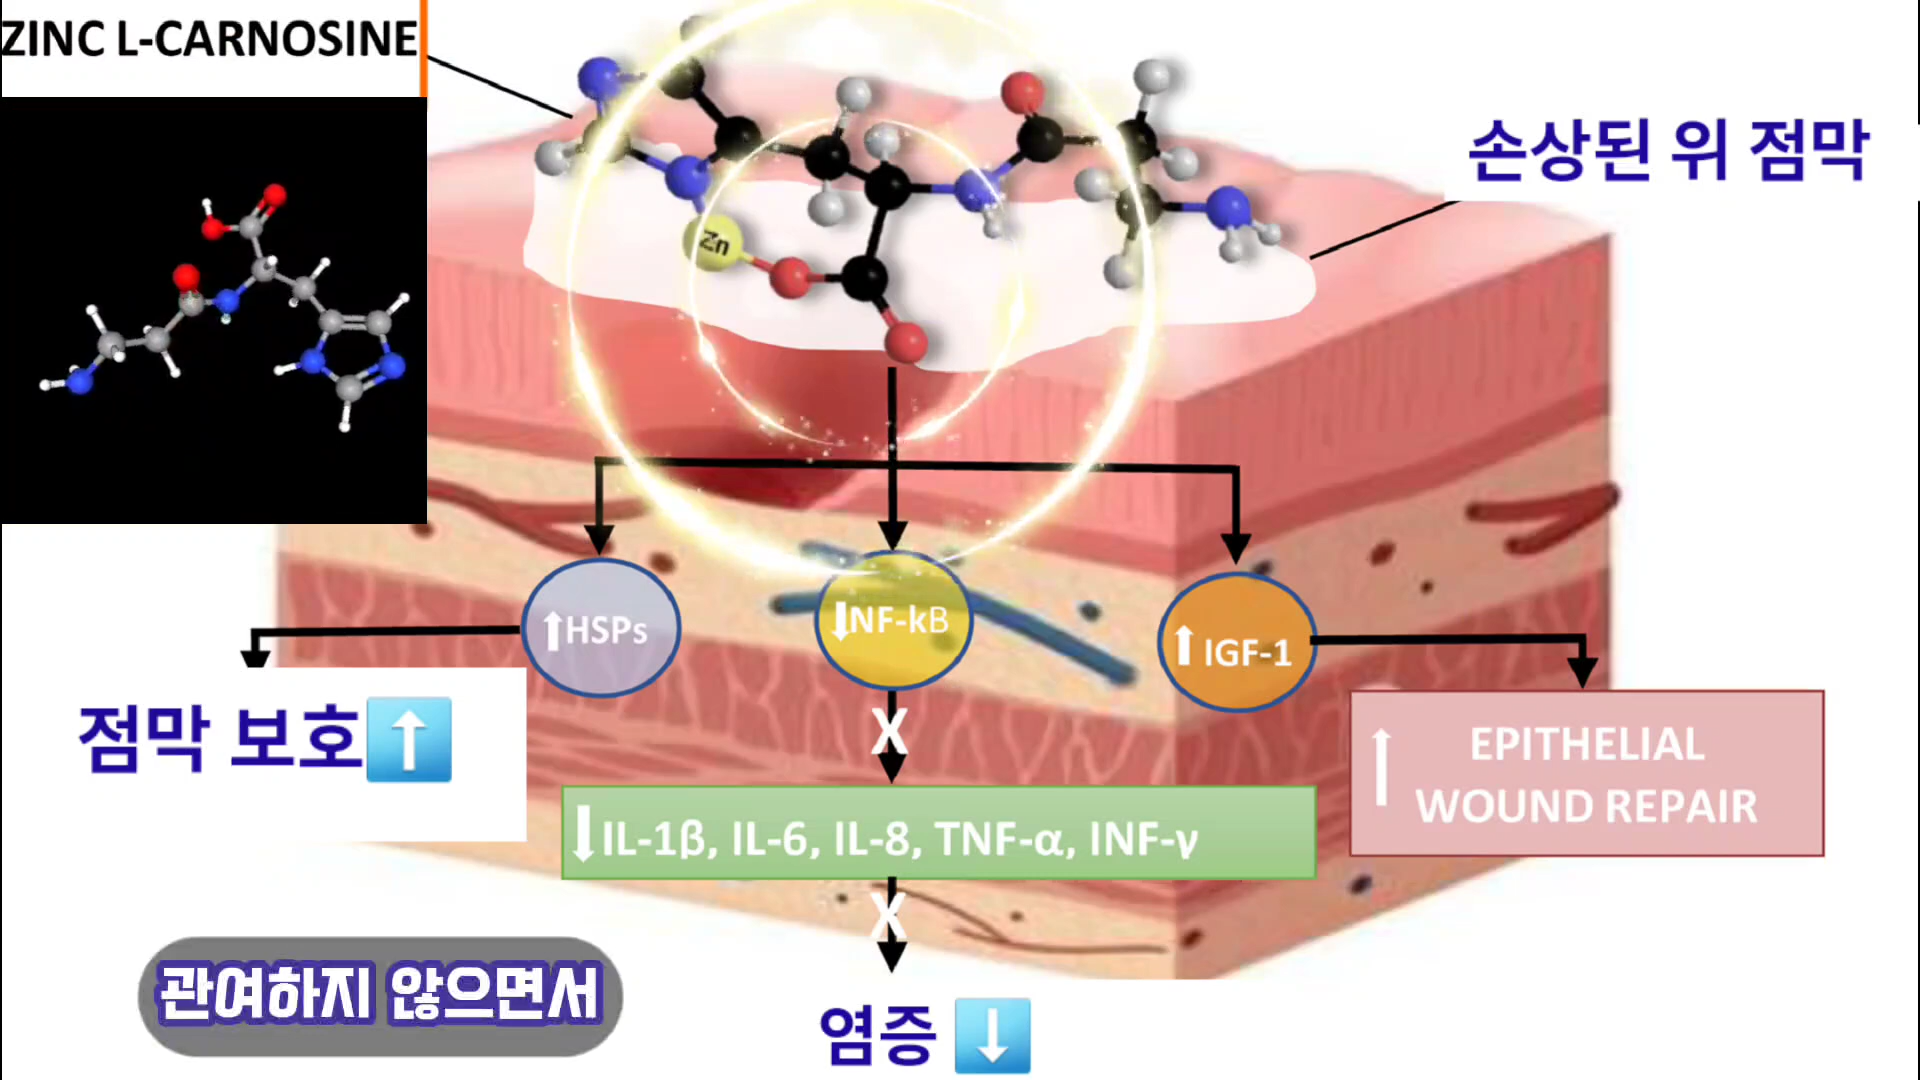 ZINC L-CARNOSINE
손상된 위 점막
Zn
⬆HSPs
⬇NF-kB
⬆ IGF-1
점막 보호⬆️
X
⬆ EPITHELIAL
WOUND REPAIR
⬇IL-1β, IL-6, IL-8, TNF-α, INF-γ
X
관여하지 않으면서
염증 ⬇️